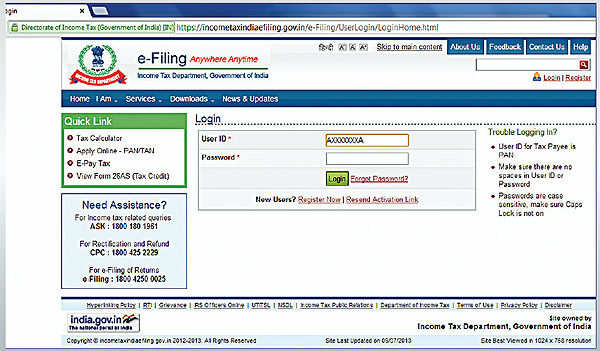 ogin
Directorate of Income Tax (Government of India) [IN] https://incometaxindiaefiling.gov.in/e-Filing/UserLogin/LoginHome.html
INCOME TAX DEPARTMENT
e-Filing Anywhere Anytime
Income Tax Department, Government of India
हिन्दी A A A Skip to main content
About Us Feedback Contact Us Help
Login | Register
Home I Am Services Downloads News & Updates
Quick Link
Tax Calculator
Apply Online - PAN/TAN
E-Pay Tax
View Form 26AS (Tax Credit)
Need Assistance?
For Income tax related queries
ASK : 1800 180 1961
For Rectification and Refund
CPC : 1800 425 2229
For e-Filing of Returns
e-Filing : 1800 4250 0025
Login
User ID *
AXXXXXXXA
Password *
Login Forgot Password?
New Users? Register Now | Resend Activation Link
Trouble Logging In?
User ID for Tax Payee is
PAN
Make sure there are no
spaces in User ID or
Password
Passwords are case
sensitive, make sure Caps
Lock is not on
Hyperlinking Policy | RTI | Grievance | IRS Officers Online | UTITSL | NSDL | Income Tax Public Relations | Department of Income Tax | Terms of Use | Privacy Policy | Disclaimer
india.gov.in
The national portal of India
Site owned by
Income Tax Department, Government of India
Copyright © incometaxindiaefiling.gov.in 2012-2013. All Rights Reserved
Site Last Updated on 05/07/2013
Site Best Viewed in 1024 x 768 resolution